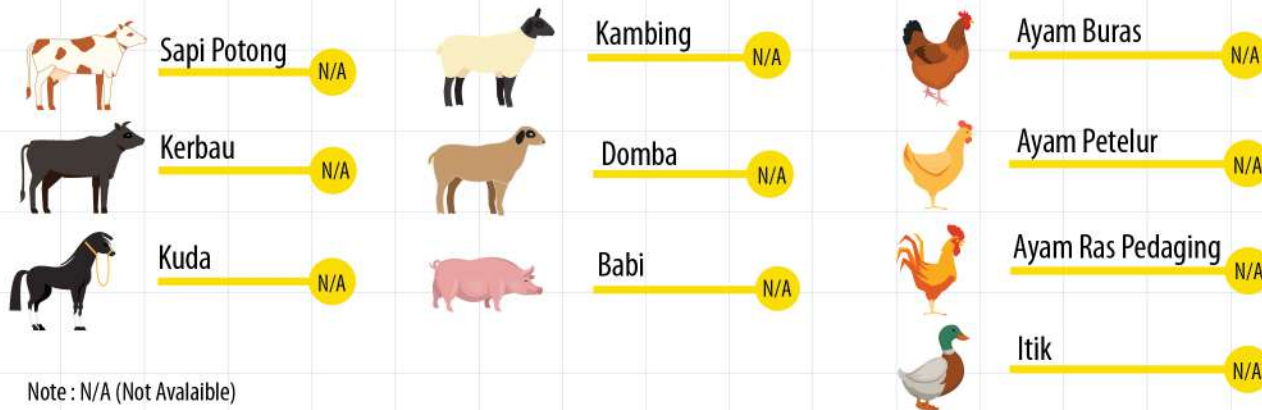 Sapi Potong
N/A
Kerbau
N/A
Kuda
N/A
Kambing
N/A
Domba
N/A
Babi
N/A
Ayam Buras
N/A
Ayam Petelur
N/A
Ayam Ras Pedaging
N/A
Itik
N/A
Note : N/A (Not Avalaible)